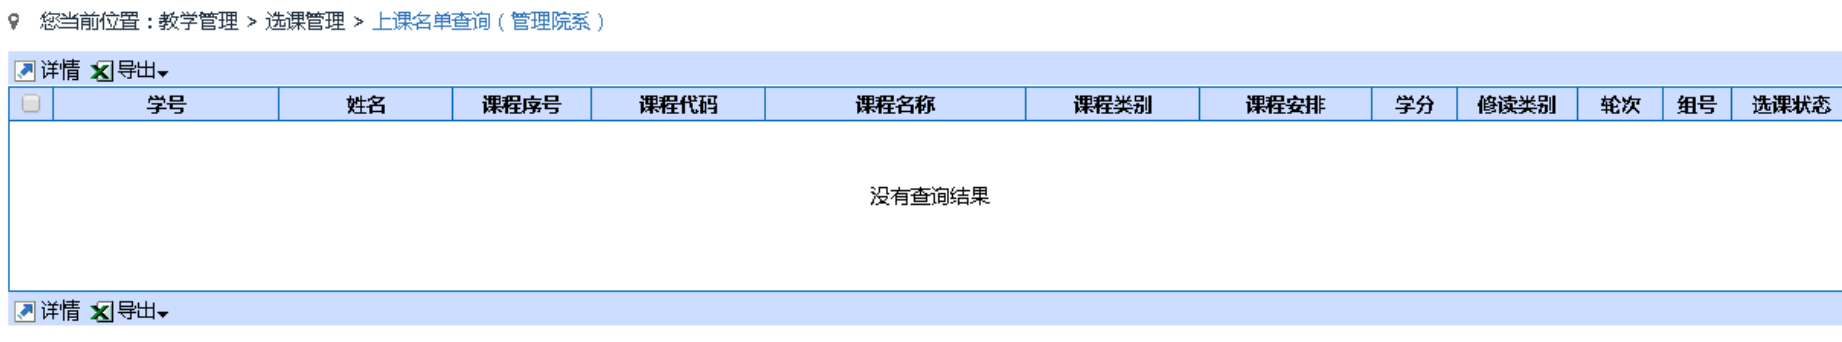 您当前位置：教学管理 > 选课管理 > 上课名单查询（管理院系）
详情 导出
学号 姓名 课程序号 课程代码 课程名称 课程类别 课程安排 学分 修读类别 轮次 组号 选课状态
没有查询结果
详情 导出